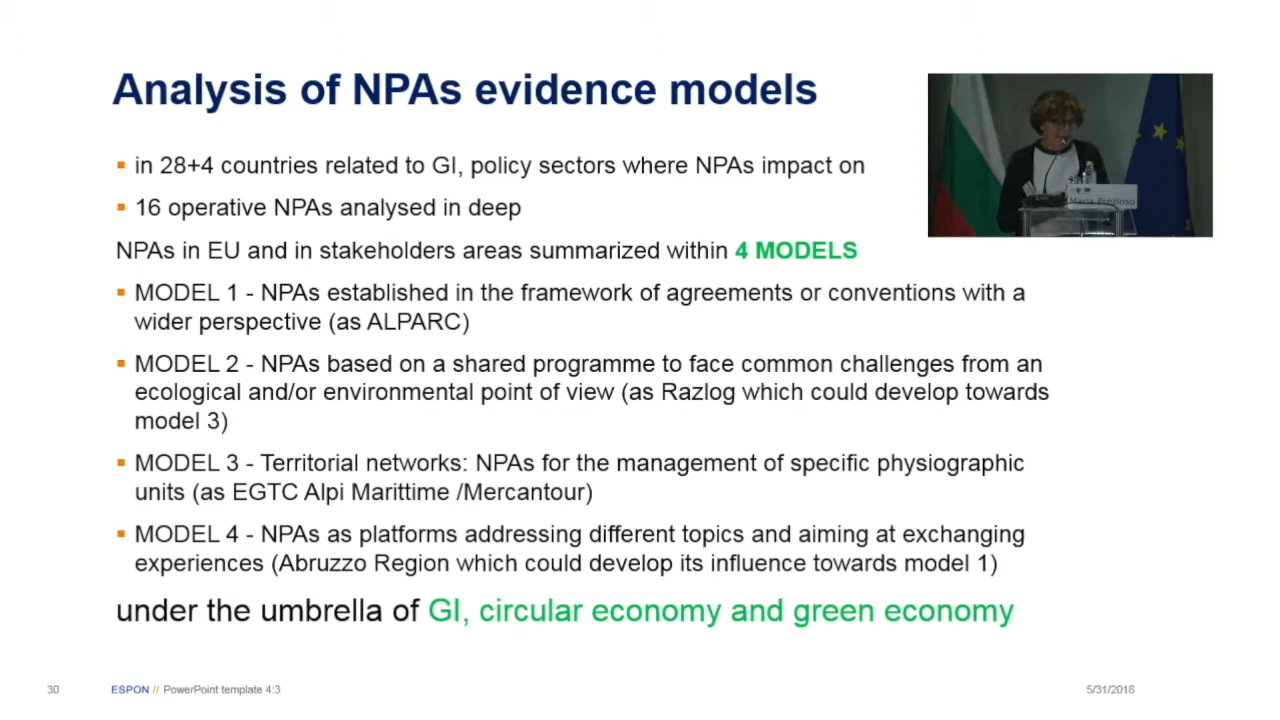 Analysis of NPAs evidence models
in 28+4 countries related to GI, policy sectors where NPAs impact on
16 operative NPAs analysed in deep
NPAs in EU and in stakeholders areas summarized within 4 MODELS
MODEL 1 - NPAs established in the framework of agreements or conventions with a
wider perspective (as ALPARC)
MODEL 2 - NPAs based on a shared programme to face common challenges from an
ecological and/or environmental point of view (as Razlog which could develop towards
model 3)
MODEL 3 - Territorial networks: NPAs for the management of specific physiographic
units (as EGTC Alpi Marittime /Mercantour)
MODEL 4 - NPAs as platforms addressing different topics and aiming at exchanging
experiences (Abruzzo Region which could develop its influence towards model 1)
under the umbrella of GI, circular economy and green economy
Maria Prezioso
30
ESPON // PowerPoint template 4:3
5/31/2018